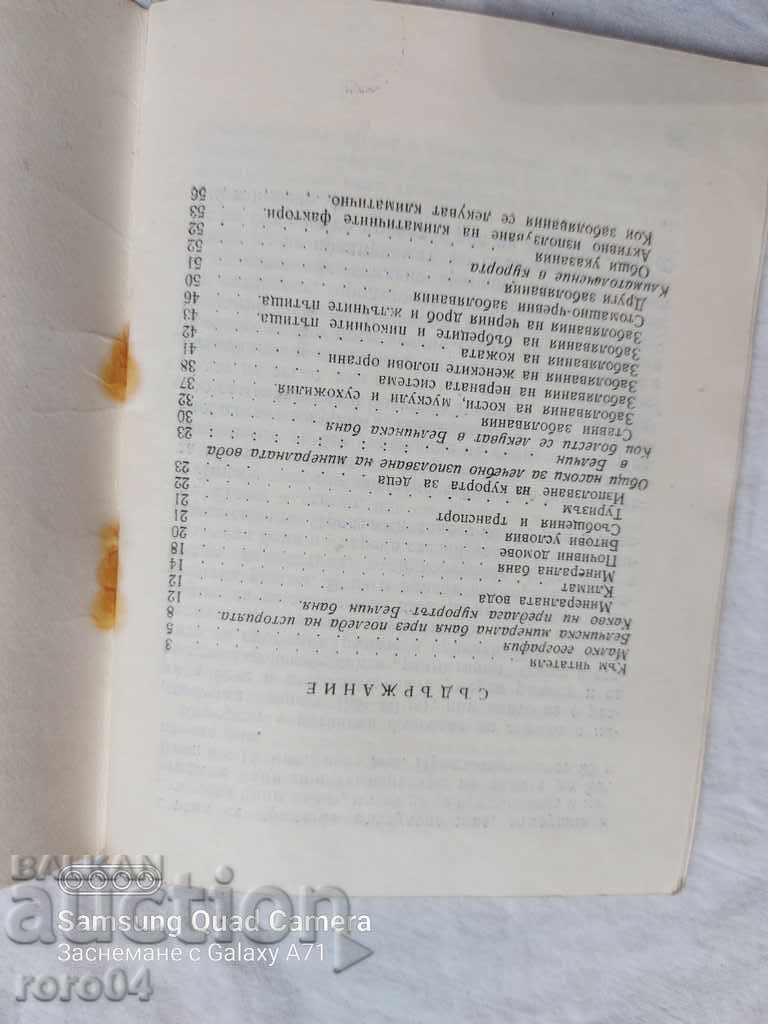 СЪДЪРЖАНИЕ
Към читателя 3
Малко география 5
Белчинска минерална баня през погледа на историята. 8
Какво ни предлага курортът Белчин баня. 12
Минералната вода 12
Климат 14
Минерална баня 18
Почивни домове 20
Битови условия 21
Съобщения и транспорт 21
Туризъм 22
Използване на курорта за деца 23
Общи насоки за лечебно използване на минералната вода
в Белчин 23
Кои болести се лекуват в Белчинска баня 30
Ставни заболявания 32
Заболявания на кости, мускули и сухожилия. 37
Заболявания на нервната система 38
Заболявания на женските полови органи 41
Заболявания на кожата 42
Заболявания на бъбреците и пикочните пътища. 43
Заболявания на черния дроб и жлъчните пътища. 46
Стомашно-чревни заболявания 50
Други заболявания 51
Климатолечение в курорта 52
Общи указания 52
Активно използуване на климатичните фактори. 53
Кои заболявания се лекуват климатично. 56
BALKAN
auction
Samsung Quad Camera
Заснемане с Galaxy A71
roro04